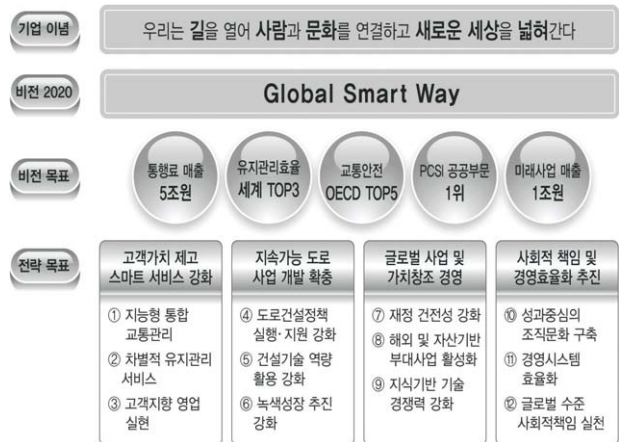 기업 이념
우리는 길을 열어 사람과 문화를 연결하고 새로운 세상을 넓혀간다
비전 2020
Global Smart Way
비전 목표
통행료 매출
5조원
유지관리효율
세계 TOP3
교통안전
OECD TOP5
PCSI 공공부문
1위
미래사업 매출
1조원
전략 목표
고객가치 제고
스마트 서비스 강화
① 지능형 통합
교통관리
② 차별적 유지관리
서비스
③ 고객지향 영업
실현
지속가능 도로
사업 개발 확충
④ 도로건설정책
실행·지원 강화
⑤ 건설기술 역량
활용 강화
⑥ 녹색성장 추진
강화
글로벌 사업 및
가치창조 경영
⑦ 재정 건전성 강화
⑧ 해외 및 자산기반
부대사업 활성화
⑨ 지식기반 기술
경쟁력 강화
사회적 책임 및
경영효율화 추진
⑩ 성과중심의
조직문화 구축
⑪ 경영시스템
효율화
⑫ 글로벌 수준
사회적책임 실천